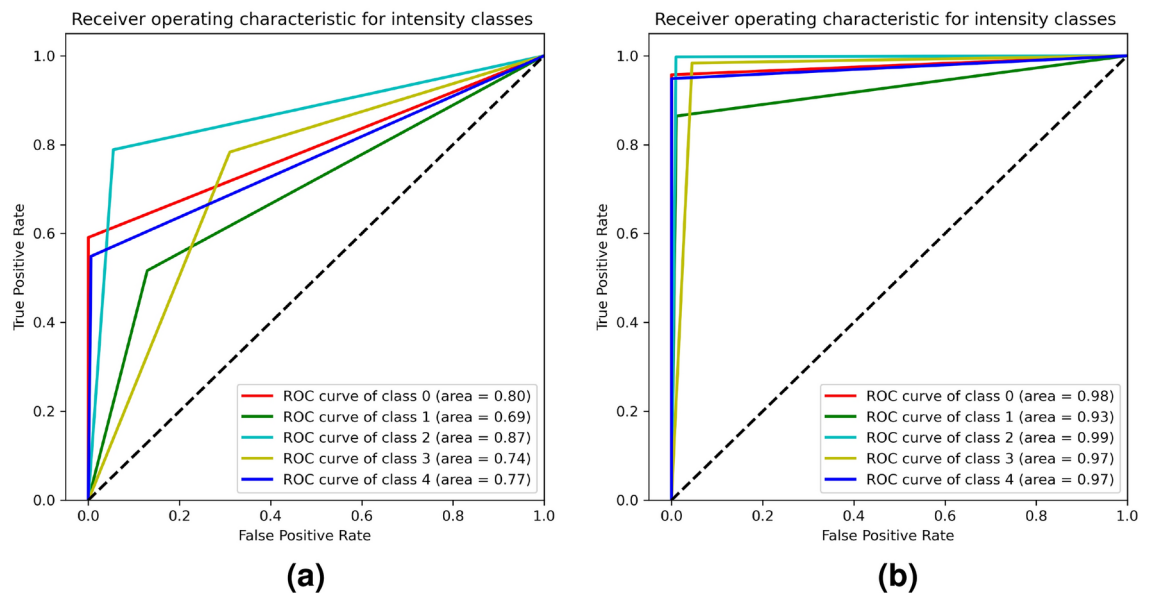 Receiver operating characteristic for intensity classes
True Positive Rate
1.0
0.8
0.6
0.4
0.2
0.0
ROC curve of class 0 (area = 0.80)
ROC curve of class 1 (area = 0.69)
ROC curve of class 2 (area = 0.87)
ROC curve of class 3 (area = 0.74)
ROC curve of class 4 (area = 0.77)
0.0 0.2 0.4 0.6 0.8 1.0
False Positive Rate
(a)
Receiver operating characteristic for intensity classes
True Positive Rate
1.0
0.8
0.6
0.4
0.2
0.0
ROC curve of class 0 (area = 0.98)
ROC curve of class 1 (area = 0.93)
ROC curve of class 2 (area = 0.99)
ROC curve of class 3 (area = 0.97)
ROC curve of class 4 (area = 0.97)
0.0 0.2 0.4 0.6 0.8 1.0
False Positive Rate
(b)